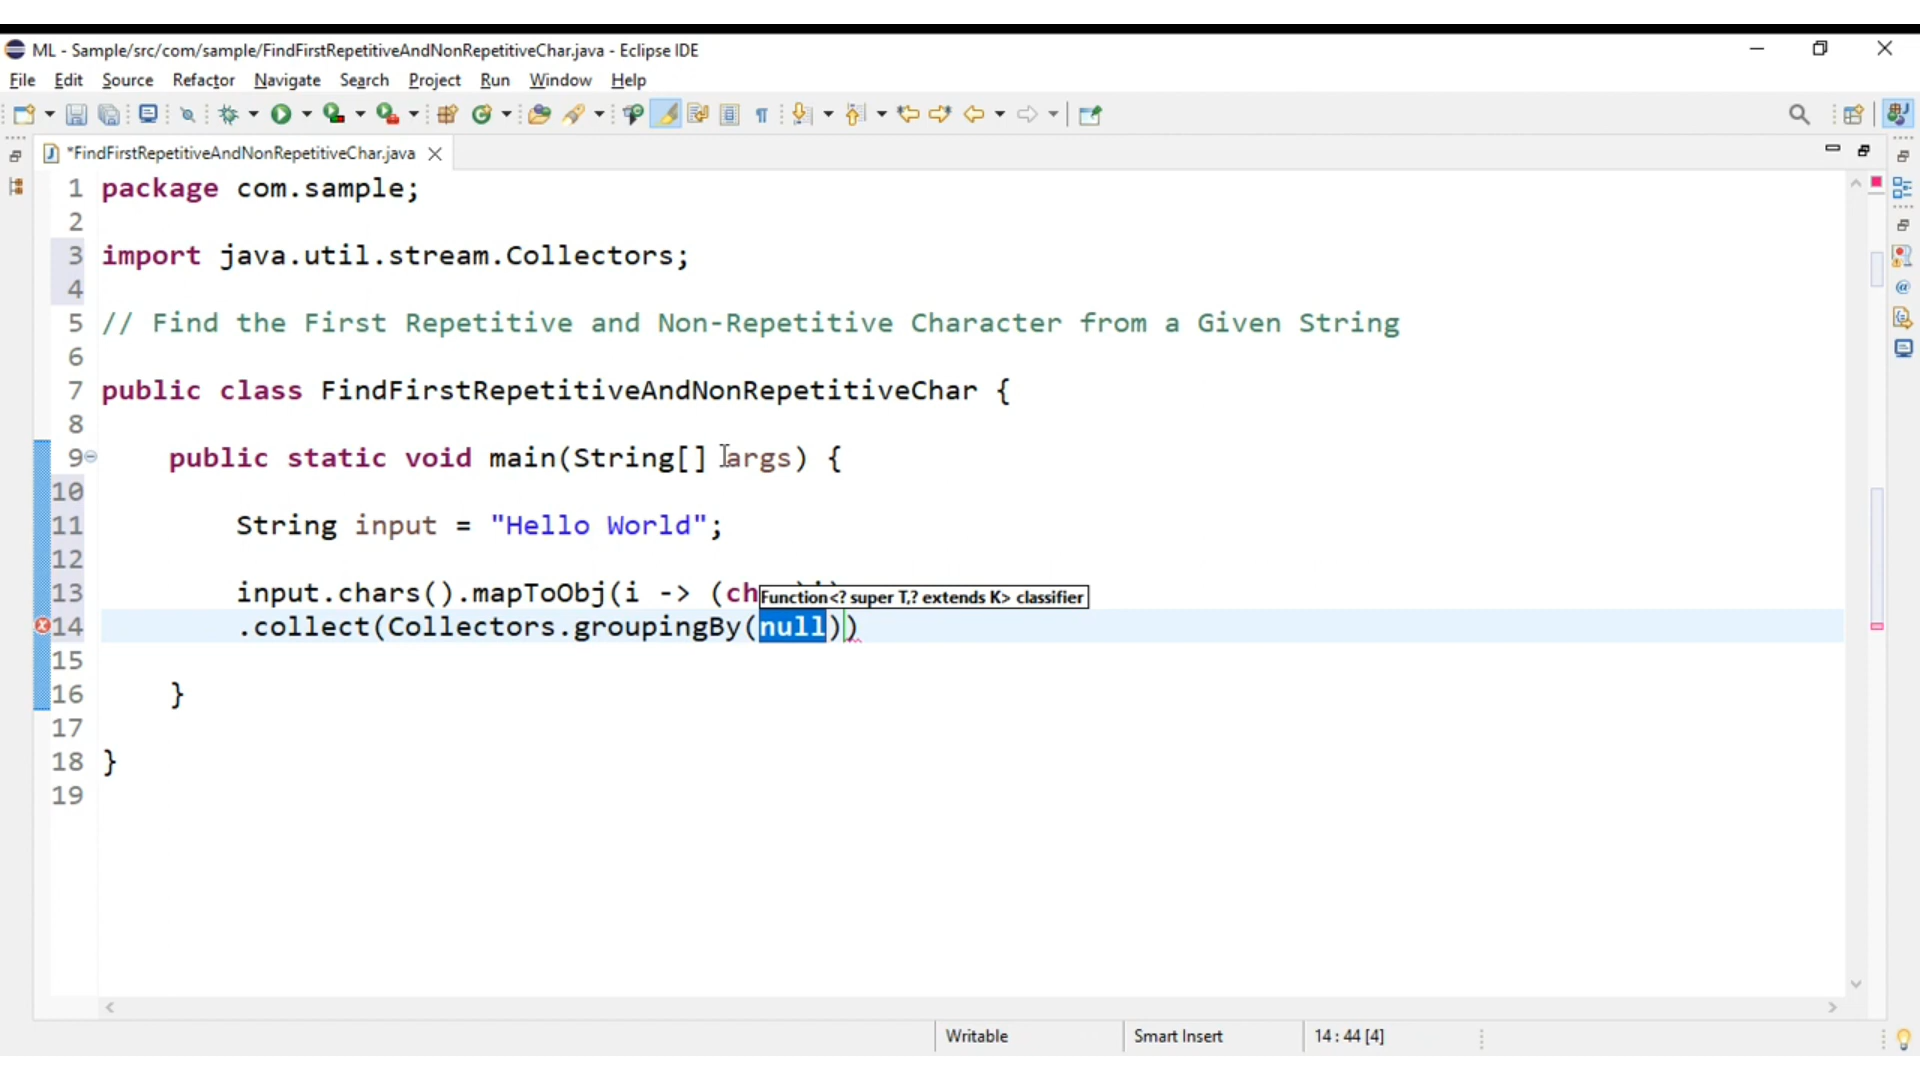 ML - Sample/src/com/sample/FindFirstRepetitiveAndNonRepetitiveChar.java - Eclipse IDE
File Edit Source Refactor Navigate Search Project Run Window Help
*FindFirstRepetitiveAndNonRepetitiveChar.java
1 package com.sample;
2
3 import java.util.stream.Collectors;
4
5 // Find the First Repetitive and Non-Repetitive Character from a Given String
6
7 public class FindFirstRepetitiveAndNonRepetitiveChar {
8
9 public static void main(String[] args) {
10
11 String input = "Hello World";
12
13 input.chars().mapToObj(i -> (ch
Function<? super T,? extends K> classifier
14 .collect(Collectors.groupingBy(null))
15
16 }
17
18 }
19
Writable Smart Insert 14 : 44 [4]